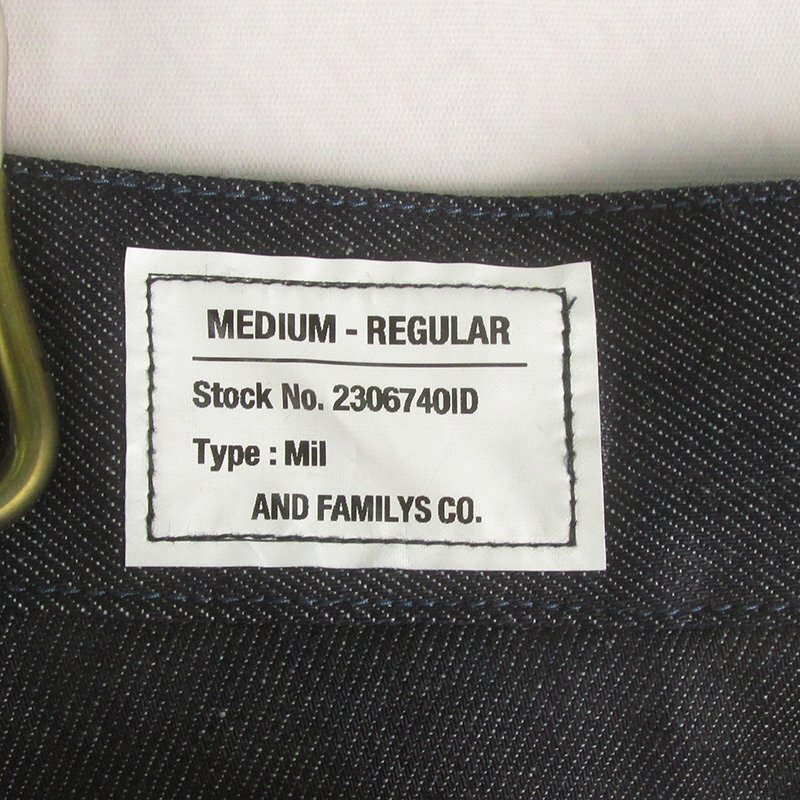 MEDIUM - REGULAR
Stock No. 2306740ID
Type : Mil
AND FAMILYS CO.